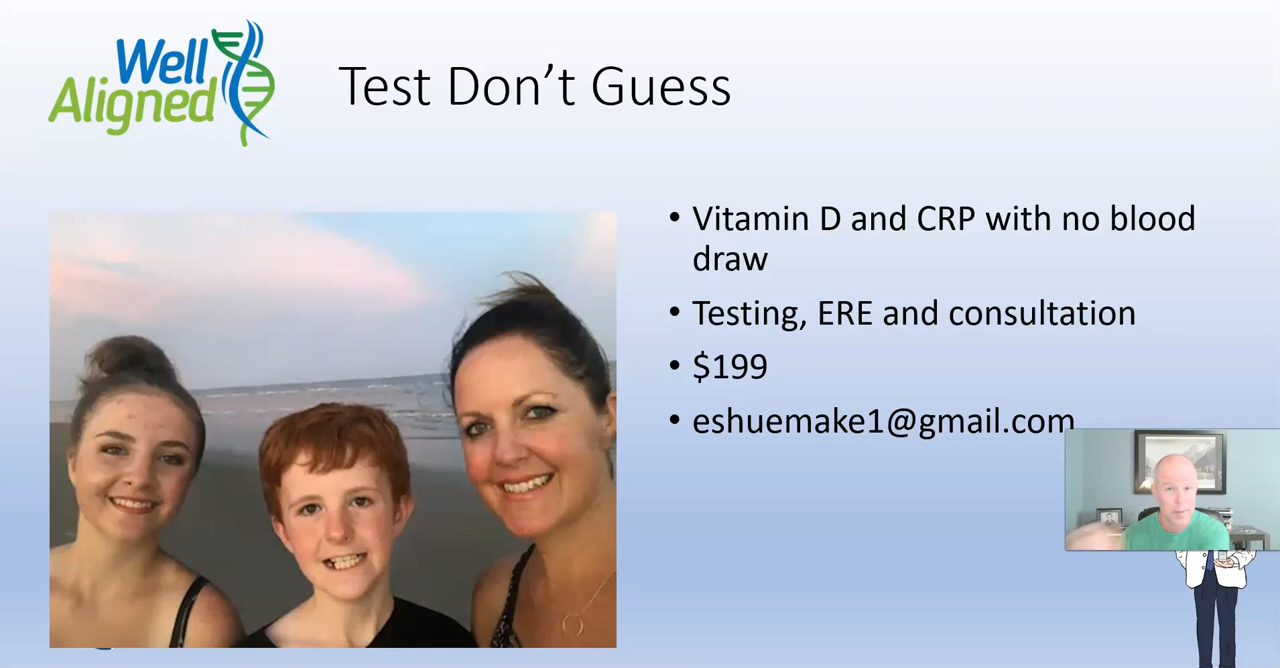 Well
Aligned
Test Don't Guess
• Vitamin D and CRP with no blood
draw
• Testing, ERE and consultation
• $199
• eshuemake1@gmail.com